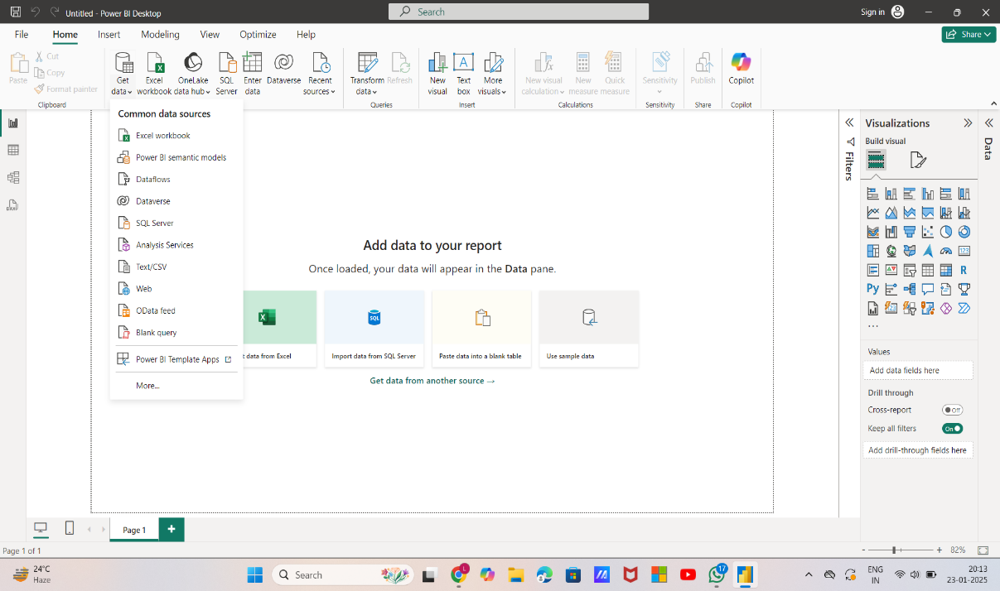 Untitled - Power BI Desktop
Search
Sign in
File Home Insert Modeling View Optimize Help
Share
Paste
Cut
Copy
Format painter
Clipboard
Get data
Excel workbook
OneLake data hub
SQL Server
Enter data
Dataverse
Recent sources
Transform data
Refresh
Queries
New visual
Text box
More visuals
Insert
New visual calculation
New measure
Quick measure
Calculations
Sensitivity
Sensitivity
Publish
Share
Copilot
Copilot
Common data sources
Excel workbook
Power BI semantic models
Dataflows
Dataverse
SQL Server
Analysis Services
Text/CSV
Web
OData feed
Blank query
Power BI Template Apps
More...
Add data to your report
Once loaded, your data will appear in the Data pane.
SQL
data from Excel
Import data from SQL Server
Paste data into a blank table
Use sample data
Get data from another source →
Filters
Visualizations
Build visual
123
R
Py
123
...
Values
Add data fields here
Drill through
Cross-report
Off
Keep all filters
On
Add drill-through fields here
Data
Page 1
+
Page 1 of 1
- + 82%
24°C
Haze
Search
L
17
ENG
IN
20:13
23-01-2025